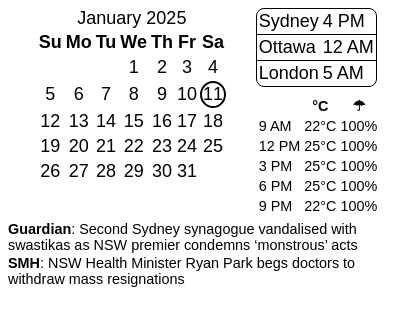 January 2025
Su Mo Tu We Th Fr Sa
1 2 3 4
5 6 7 8 9 10 11
12 13 14 15 16 17 18
19 20 21 22 23 24 25
26 27 28 29 30 31
Sydney 4 PM
Ottawa 12 AM
London 5 AM
°C ☂
9 AM 22°C 100%
12 PM 25°C 100%
3 PM 25°C 100%
6 PM 25°C 100%
9 PM 22°C 100%
Guardian: Second Sydney synagogue vandalised with
swastikas as NSW premier condemns ‘monstrous’ acts
SMH: NSW Health Minister Ryan Park begs doctors to
withdraw mass resignations